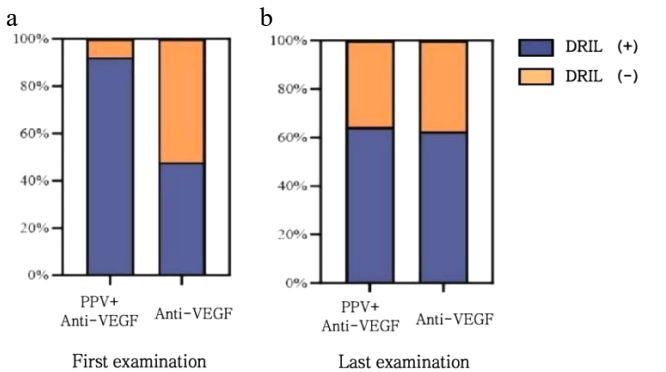 a
100%
80%
60%
40%
20%
0%
PPV+
Anti-VEGF
Anti-VEGF
First examination
b
100%
80%
60%
40%
20%
0%
PPV+
Anti-VEGF
Anti-VEGF
Last examination
DRIL (+)
DRIL (-)